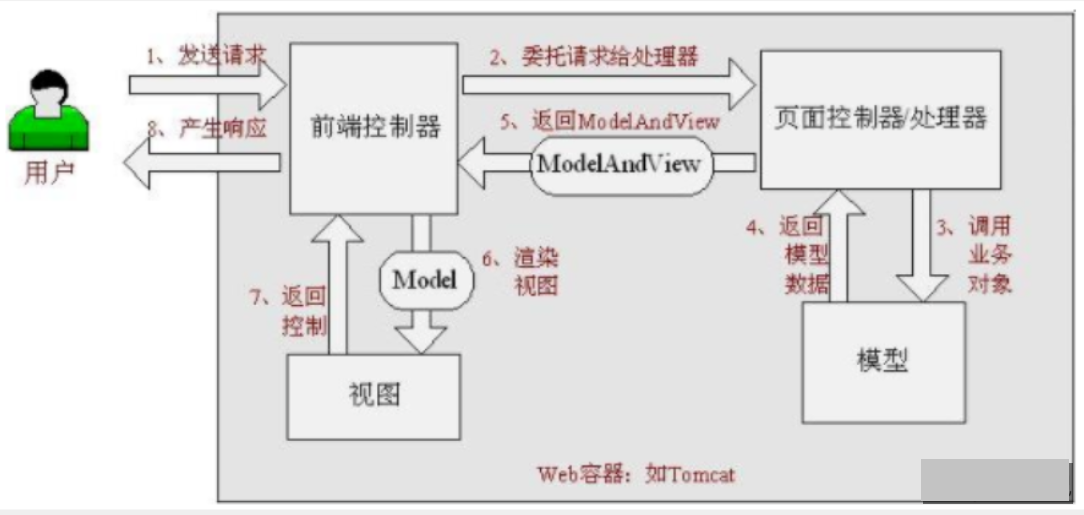 1、发送请求
2、委托请求给处理器
前端控制器
页面控制器/处理器
5、返回ModelAndView
ModelAndView
8、产生响应
用户
4、返回
模型
数据
3、调用
业务
对象
6、渲染
视图
Model
7、返回
控制
视图
模型
Web容器：如Tomcat